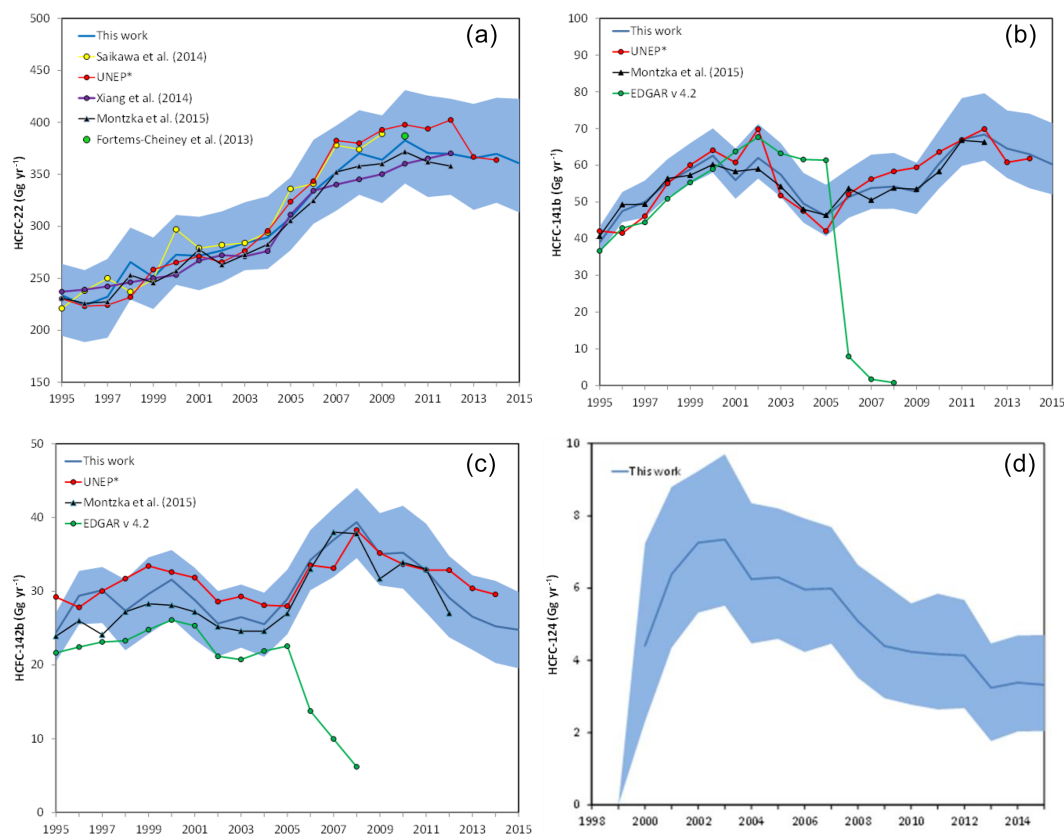 (a)
500
450
400
350
300
250
200
150
HCFC-22 (Gg yr⁻¹)
This work
Saikawa et al. (2014)
UNEP*
Xiang et al. (2014)
Montzka et al. (2015)
Fortems-Cheiney et al. (2013)
1995 1997 1999 2001 2003 2005 2007 2009 2011 2013 2015
(b)
100
90
80
70
60
50
40
30
20
10
0
HCFC-141b (Gg yr⁻¹)
This work
UNEP*
Montzka et al. (2015)
EDGAR v 4.2
1995 1997 1999 2001 2003 2005 2007 2009 2011 2013 2015
(c)
50
40
30
20
10
0
HCFC-142b (Gg yr⁻¹)
This work
UNEP*
Montzka et al. (2015)
EDGAR v 4.2
1995 1997 1999 2001 2003 2005 2007 2009 2011 2013 2015
(d)
10
8
6
4
2
0
HCFC-124 (Gg yr⁻¹)
This work
1998 2000 2002 2004 2006 2008 2010 2012 2014